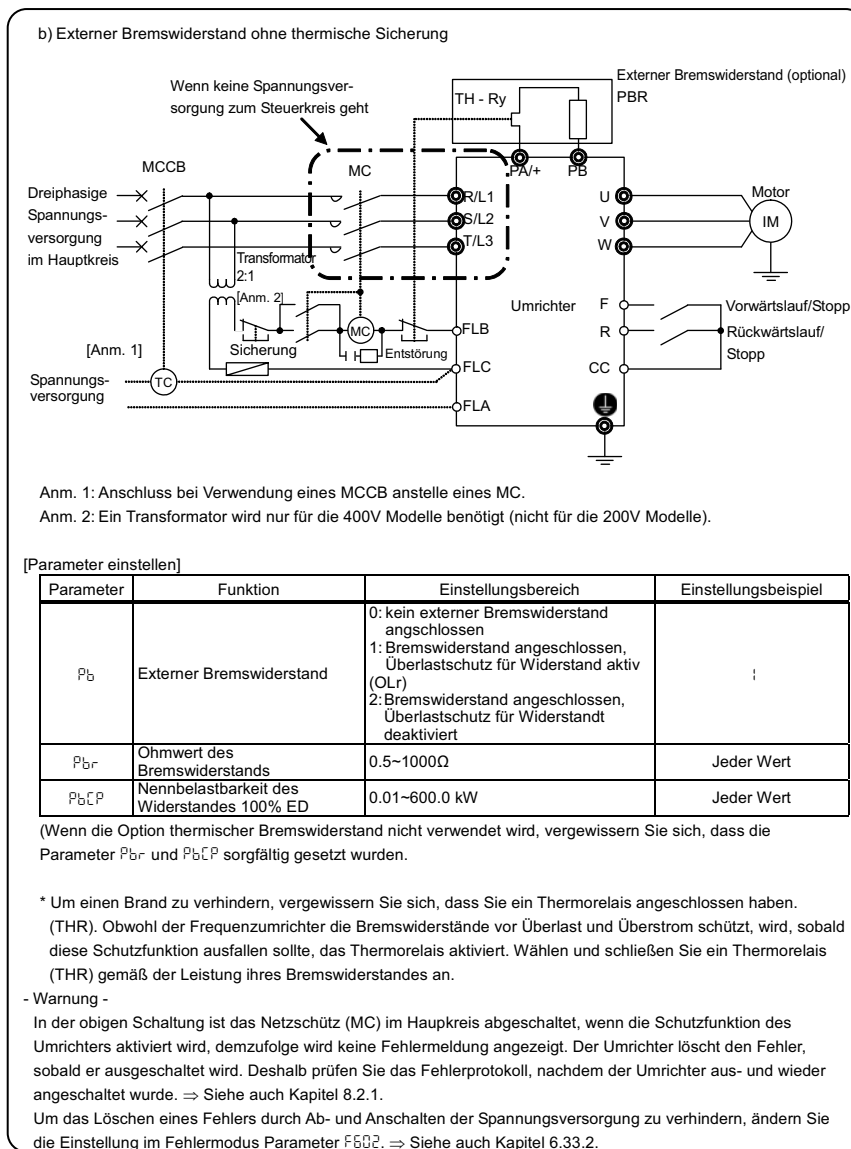 b) Externer Bremswiderstand ohne thermische Sicherung
Wenn keine Spannungsver-
sorgung zum Steuerkreis geht
Externer Bremswiderstand (optional)
TH - Ry
PBR
MCCB
MC
PA/+
PB
Dreiphasige
Spannungs-
versorgung
im Hauptkreis
R/L1
S/L2
T/L3
U
V
W
Motor
IM
Transformator
2:1
[Anm. 2]
MC
Umrichter
F
Vorwärtslauf/Stopp
FLB
R
Rückwärtslauf/
Stopp
[Anm. 1]
Sicherung
Entstörung
FLC
CC
Spannungs-
versorgung
TC
FLA
Anm. 1: Anschluss bei Verwendung eines MCCB anstelle eines MC.
Anm. 2: Ein Transformator wird nur für die 400V Modelle benötigt (nicht für die 200V Modelle).
[Parameter einstellen]
Parameter Funktion Einstellungsbereich Einstellungsbeispiel
Pb Externer Bremswiderstand 0: kein externer Bremswiderstand
angschlossen
1: Bremswiderstand angeschlossen,
Überlastschutz für Widerstand aktiv
(OLr)
2:Bremswiderstand angeschlossen,
Überlastschutz für Widerstandt
deaktiviert
1
Pbr Ohmwert des
Bremswiderstands 0.5~1000Ω Jeder Wert
PbCP Nennbelastbarkeit des
Widerstandes 100% ED 0.01~600.0 kW Jeder Wert
(Wenn die Option thermischer Bremswiderstand nicht verwendet wird, vergewissern Sie sich, dass die
Parameter Pbr und PbCP sorgfältig gesetzt wurden.
* Um einen Brand zu verhindern, vergewissern Sie sich, dass Sie ein Thermorelais angeschlossen haben.
(THR). Obwohl der Frequenzumrichter die Bremswiderstände vor Überlast und Überstrom schützt, wird, sobald
diese Schutzfunktion ausfallen sollte, das Thermorelais aktiviert. Wählen und schließen Sie ein Thermorelais
(THR) gemäß der Leistung ihres Bremswiderstandes an.
- Warnung -
In der obigen Schaltung ist das Netzschütz (MC) im Haupkreis abgeschaltet, wenn die Schutzfunktion des
Umrichters aktiviert wird, demzufolge wird keine Fehlermeldung angezeigt. Der Umrichter löscht den Fehler,
sobald er ausgeschaltet wird. Deshalb prüfen Sie das Fehlerprotokoll, nachdem der Umrichter aus- und wieder
angeschaltet wurde. ⇒ Siehe auch Kapitel 8.2.1.
Um das Löschen eines Fehlers durch Ab- und Anschalten der Spannungsversorgung zu verhindern, ändern Sie
die Einstellung im Fehlermodus Parameter F602. ⇒ Siehe auch Kapitel 6.33.2.